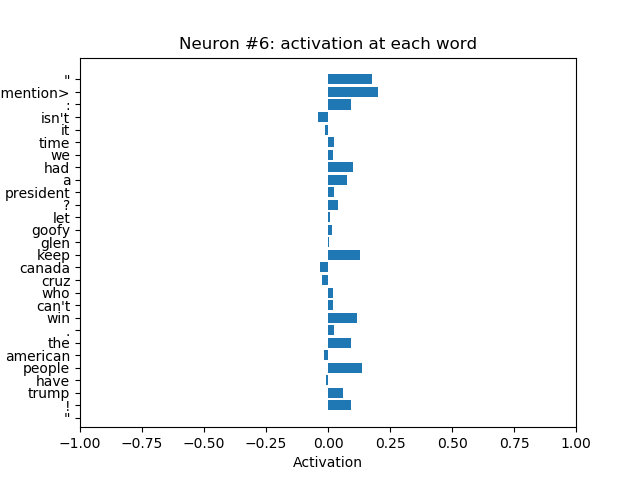 Neuron #6: activation at each word
"
mention>
:
isn't
it
time
we
had
a
president
?
let
goofy
glen
keep
canada
cruz
who
can't
win
.
the
american
people
have
trump
!
"
−1.00 −0.75 −0.50 −0.25 0.00 0.25 0.50 0.75 1.00
Activation